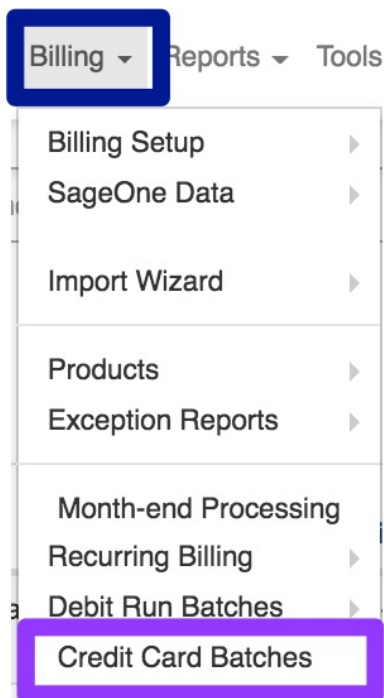 Billing Reports Tools
Billing Setup
SageOne Data
Import Wizard
Products
Exception Reports
Month-end Processing
Recurring Billing
Debit Run Batches
Credit Card Batches